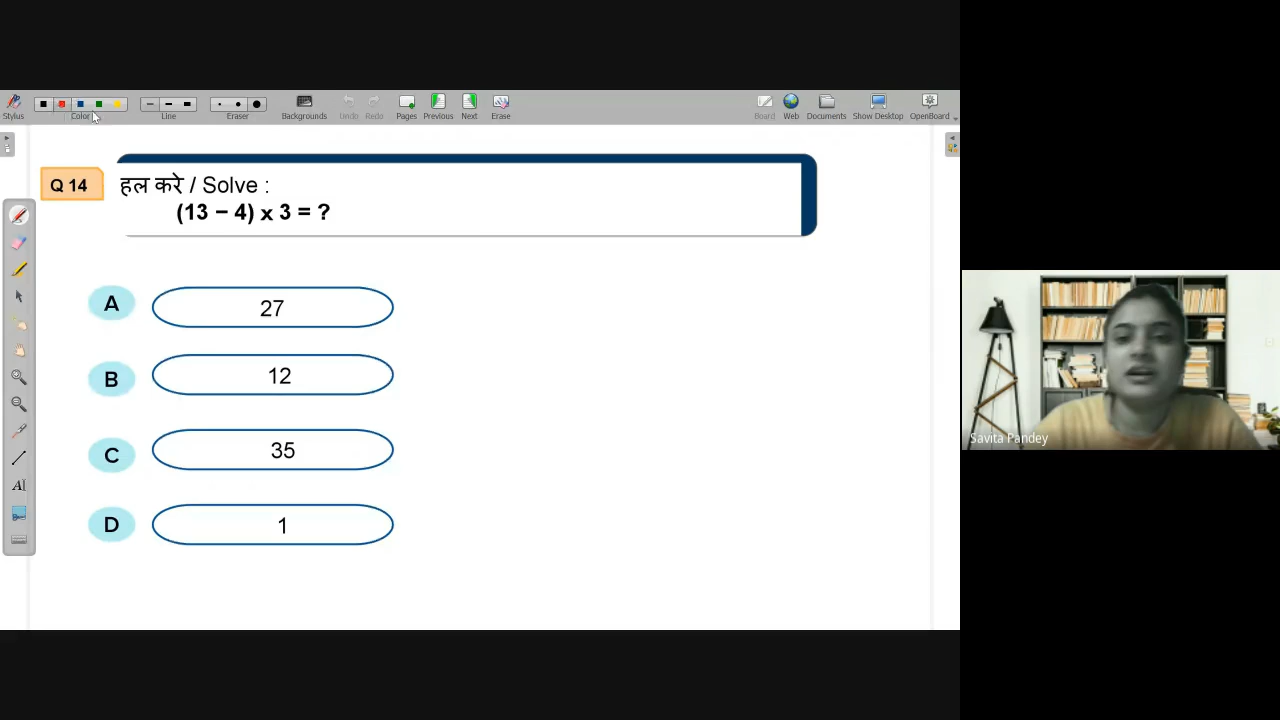 Stylus
Color
Line
Eraser
Backgrounds
Undo
Redo
Pages
Previous
Next
Erase
Board
Web
Documents
Show Desktop
OpenBoard
Q 14
हल करे / Solve :
(13 − 4) x 3 = ?
A
27
B
12
C
35
D
1
Savita Pandey